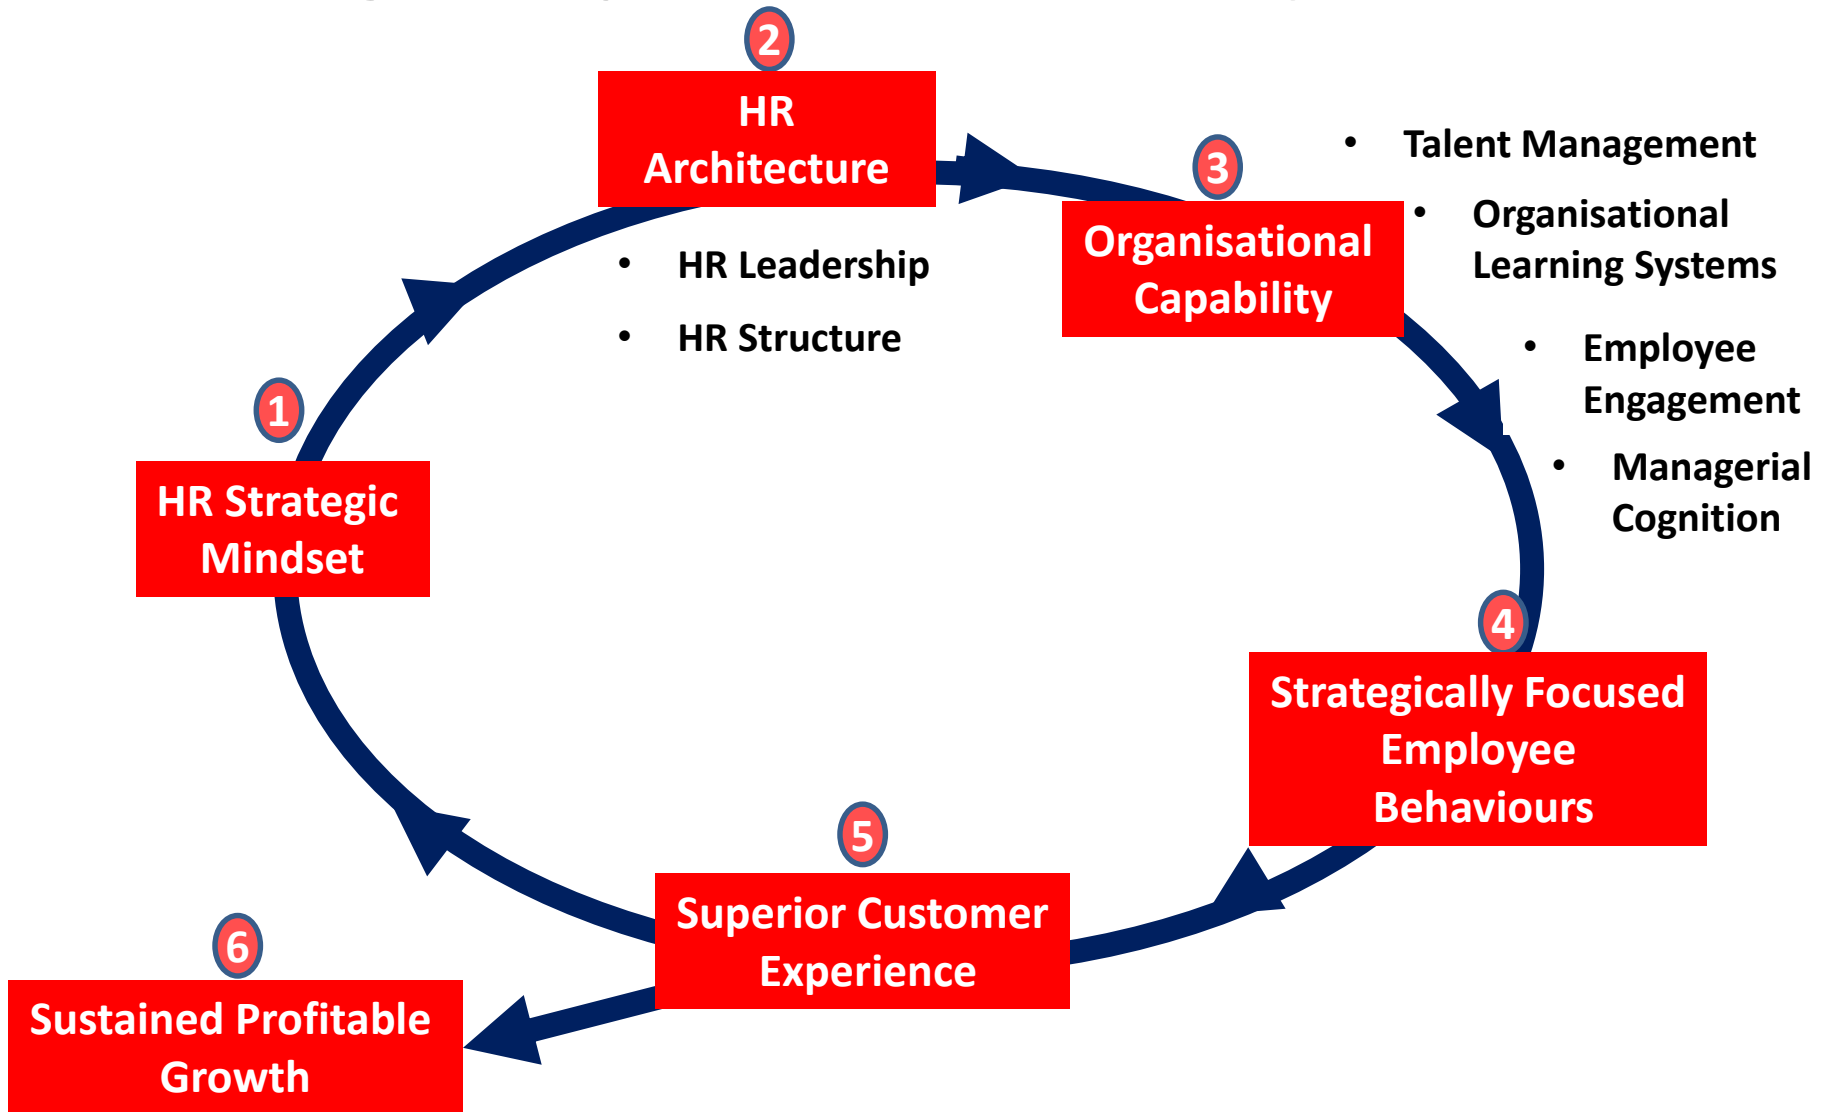 2
HR
Architecture
3
• Talent Management
• Organisational
Learning Systems
Organisational
Capability
• HR Leadership
• HR Structure
• Employee
Engagement
1
• Managerial
Cognition
HR Strategic
Mindset
4
Strategically Focused
Employee
Behaviours
5
Superior Customer
Experience
6
Sustained Profitable
Growth